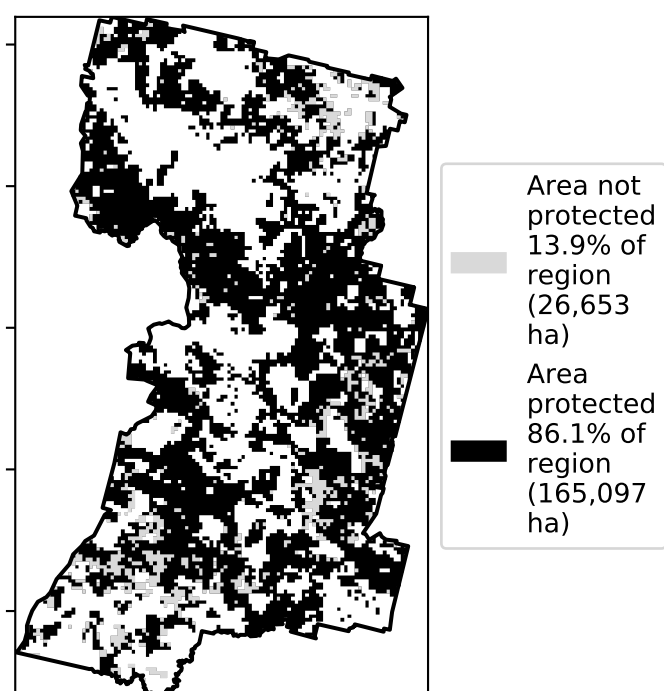 Area not
protected
13.9% of
region
(26,653
ha)
Area
protected
86.1% of
region
(165,097
ha)